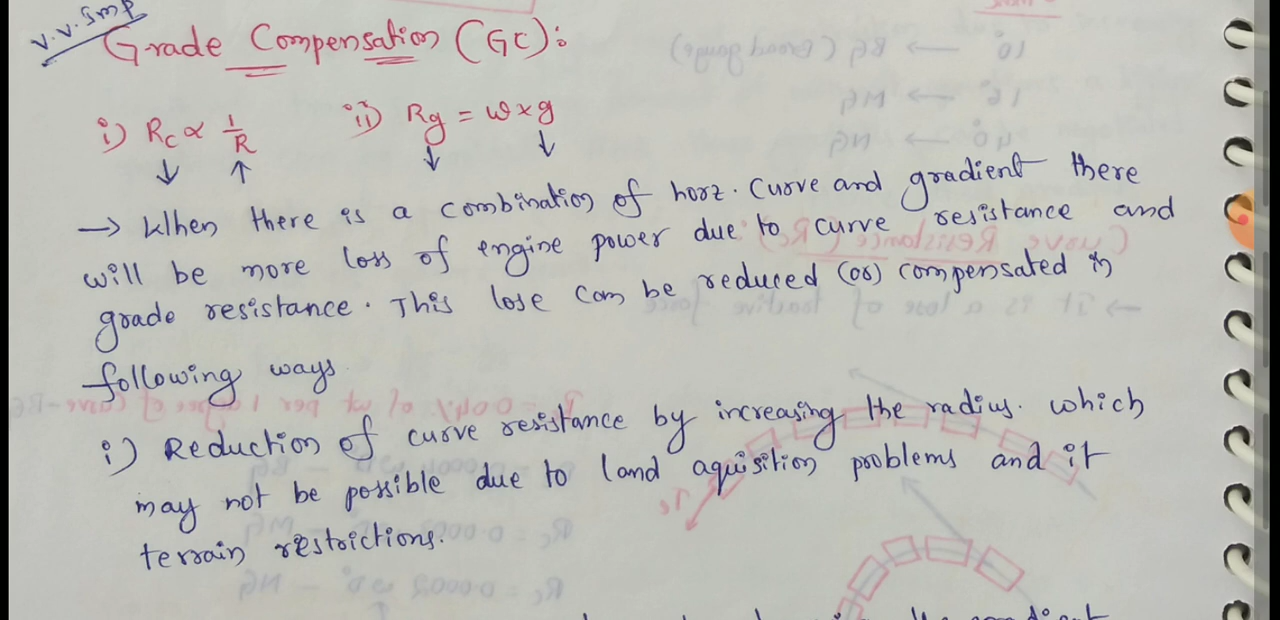 V.V. Imp
Grade Compensation (GC):
i) Rc ∝ 1/R ii) Rg = w × g
↓ ↑ ↓ ↓
→ When there is a combination of horz. curve and gradient there
will be more loss of engine power due to curve resistance and
grade resistance. This lose can be reduced (or) compensated in
following ways.
i) Reduction of curve resistance by increasing the radius. which
may not be possible due to land aquisition problems and it
terrain restrictions.